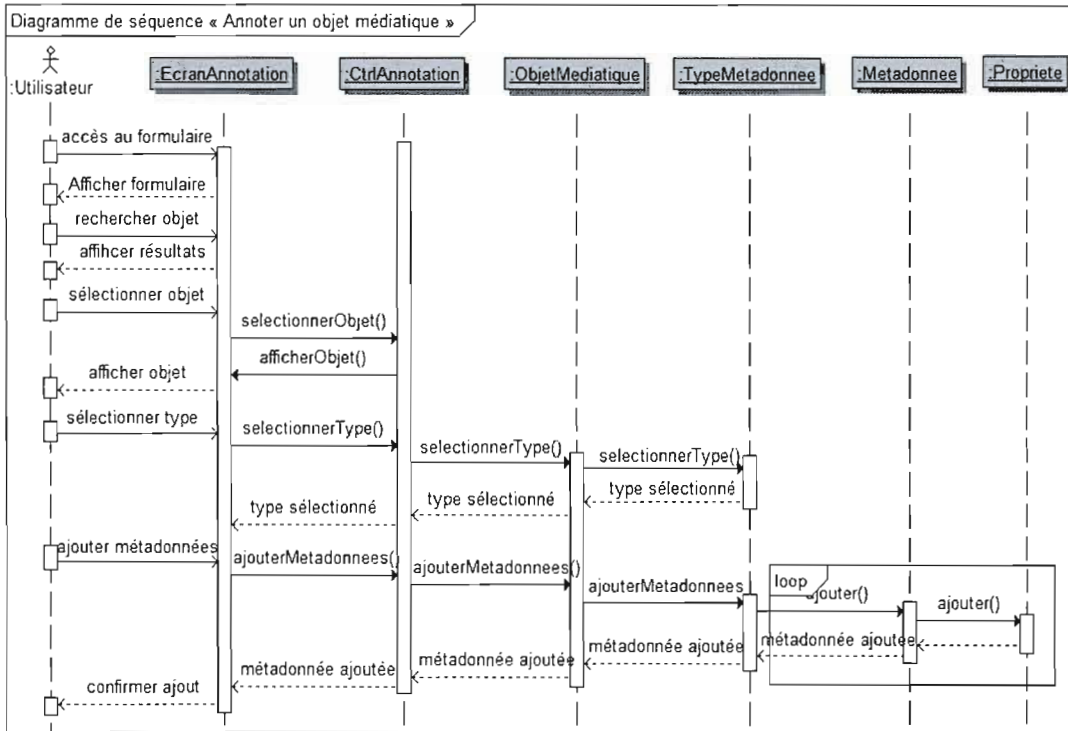 Diagramme de séquence « Annoter un objet médiatique »
:Utilisateur
:EcranAnnotation
:CtrlAnnotation
:ObjetMediatique
:TypeMetadonnee
:Metadonnee
:Propriete
accès au formulaire
Afficher formulaire
rechercher objet
affihcer résultats
sélectionner objet
selectionnerObjet()
afficherObjet()
afficher objet
sélectionner type
selectionnerType()
selectionnerType()
selectionnerType()
type sélectionné
type sélectionné
type sélectionné
ajouter métadonnées
ajouterMetadonnees()
ajouterMetadonnees()
ajouterMetadonnees
loop
ajouter()
ajouter()
métadonnée ajoutée
métadonnée ajoutée
métadonnée ajoutée
métadonnée ajoutée
confirmer ajout